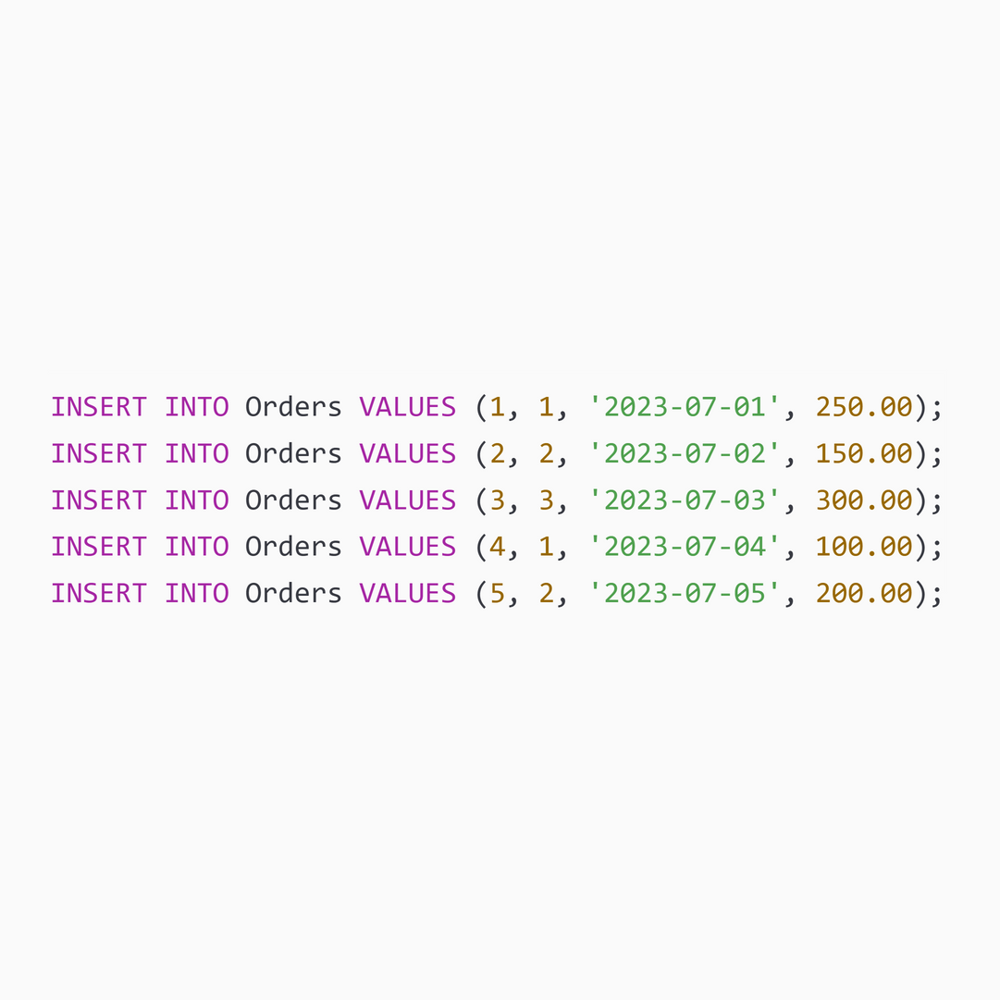 INSERT INTO Orders VALUES (1, 1, '2023-07-01', 250.00);
INSERT INTO Orders VALUES (2, 2, '2023-07-02', 150.00);
INSERT INTO Orders VALUES (3, 3, '2023-07-03', 300.00);
INSERT INTO Orders VALUES (4, 1, '2023-07-04', 100.00);
INSERT INTO Orders VALUES (5, 2, '2023-07-05', 200.00);